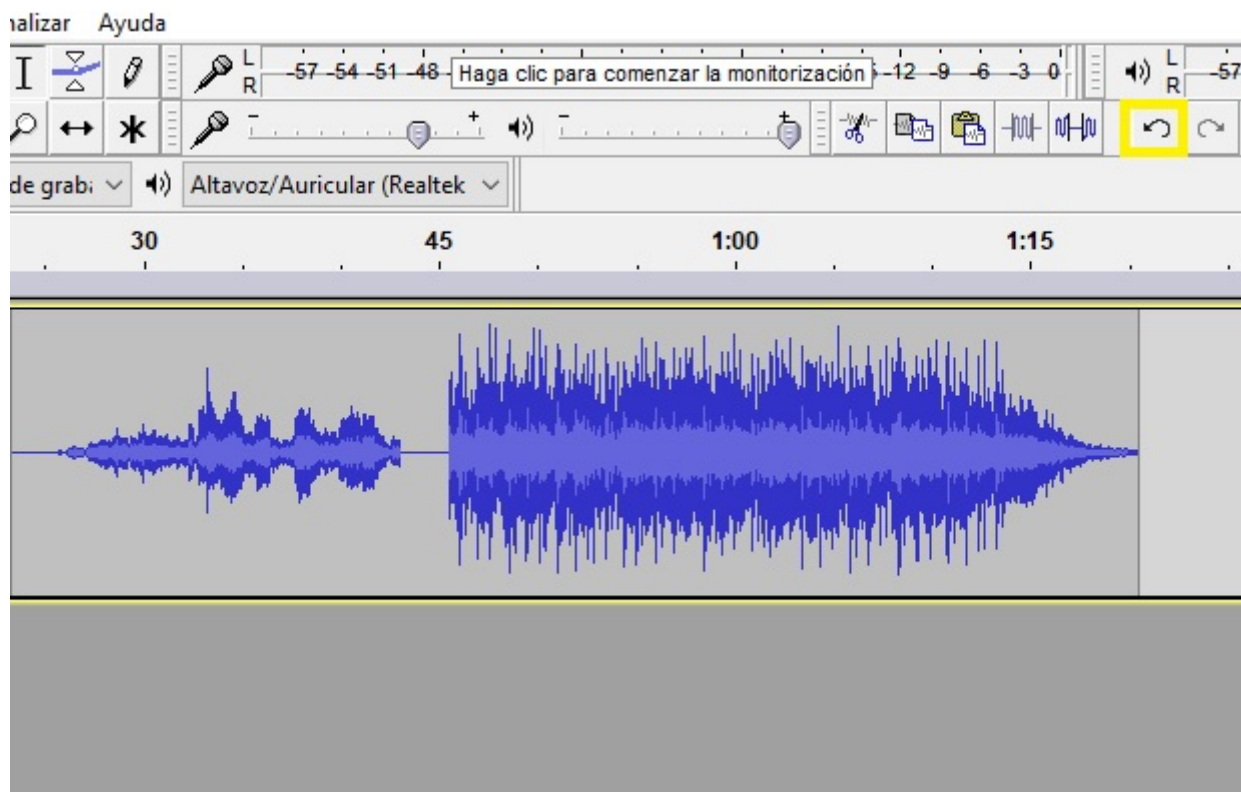 nalizar Ayuda
L -57 -54 -51 -48 Haga clic para comenzar la monitorización -12 -9 -6 -3 0 L -57
R R
- + - +
de grab Altavoz/Auricular (Realtek
30 45 1:00 1:15